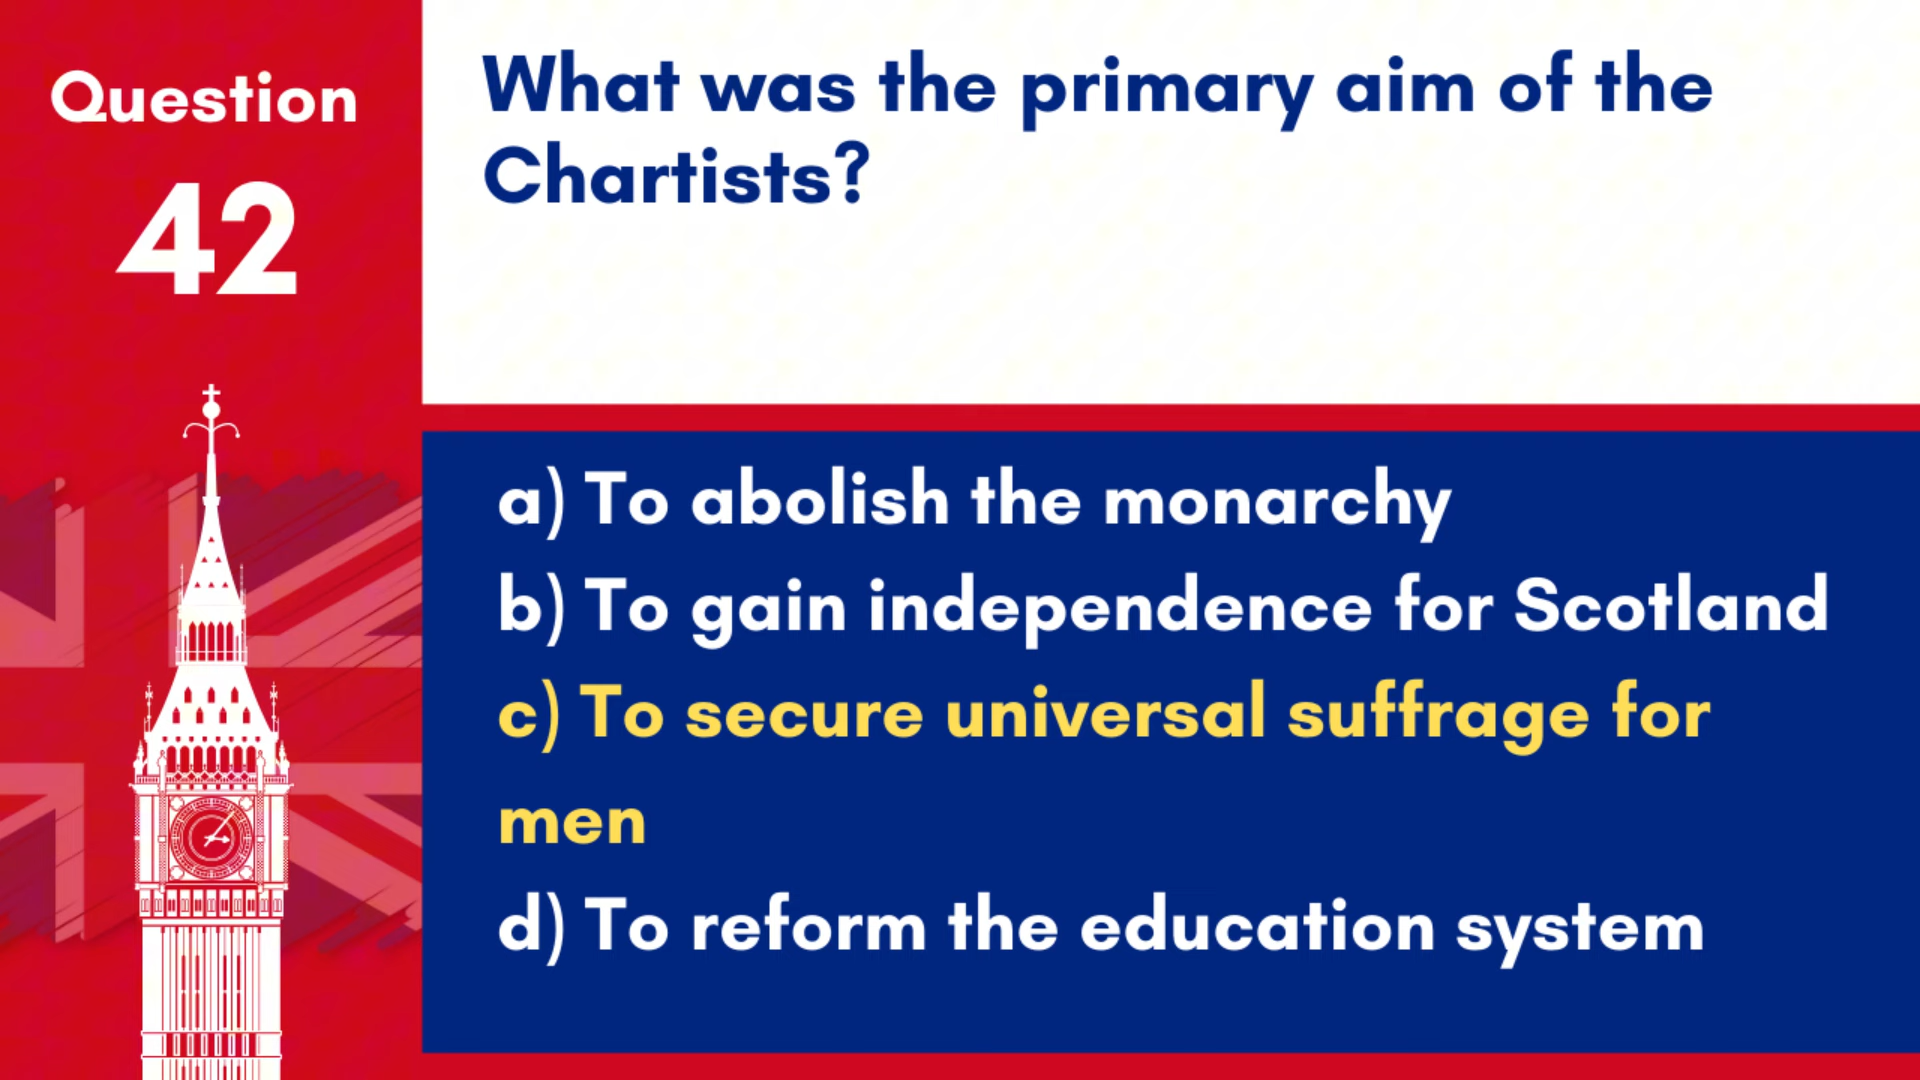 Question
42
What was the primary aim of the
Chartists?
a) To abolish the monarchy
b) To gain independence for Scotland
c) To secure universal suffrage for
men
d) To reform the education system